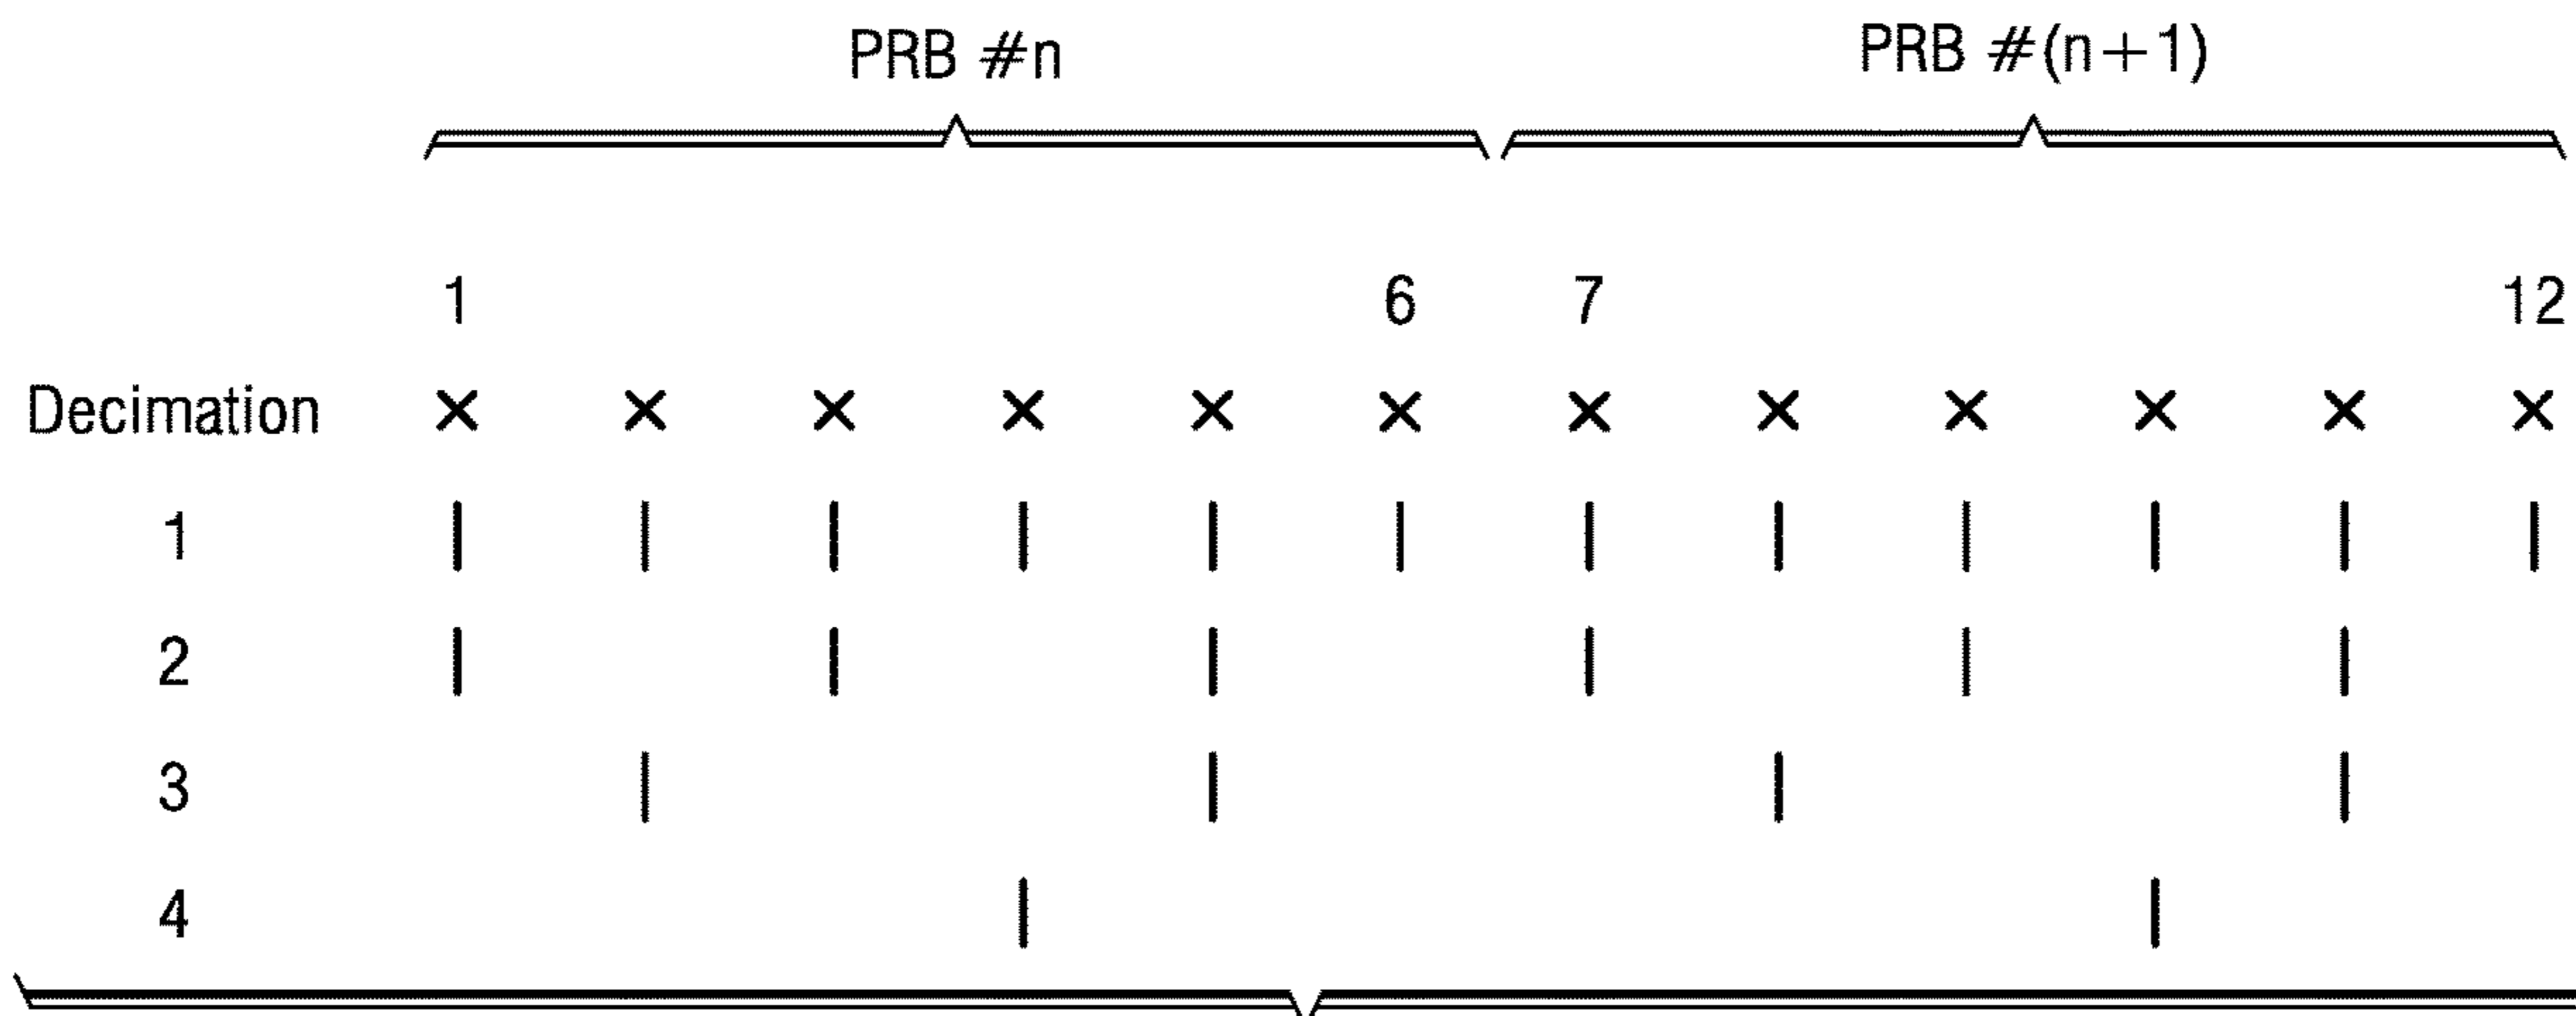 PRB #n PRB #(n+1)
1 6 7 12
Decimation × × × × × × × × × × × ×
1 | | | | | | | | | | | |
2 | | | | | |
3 | | | |
4 | |